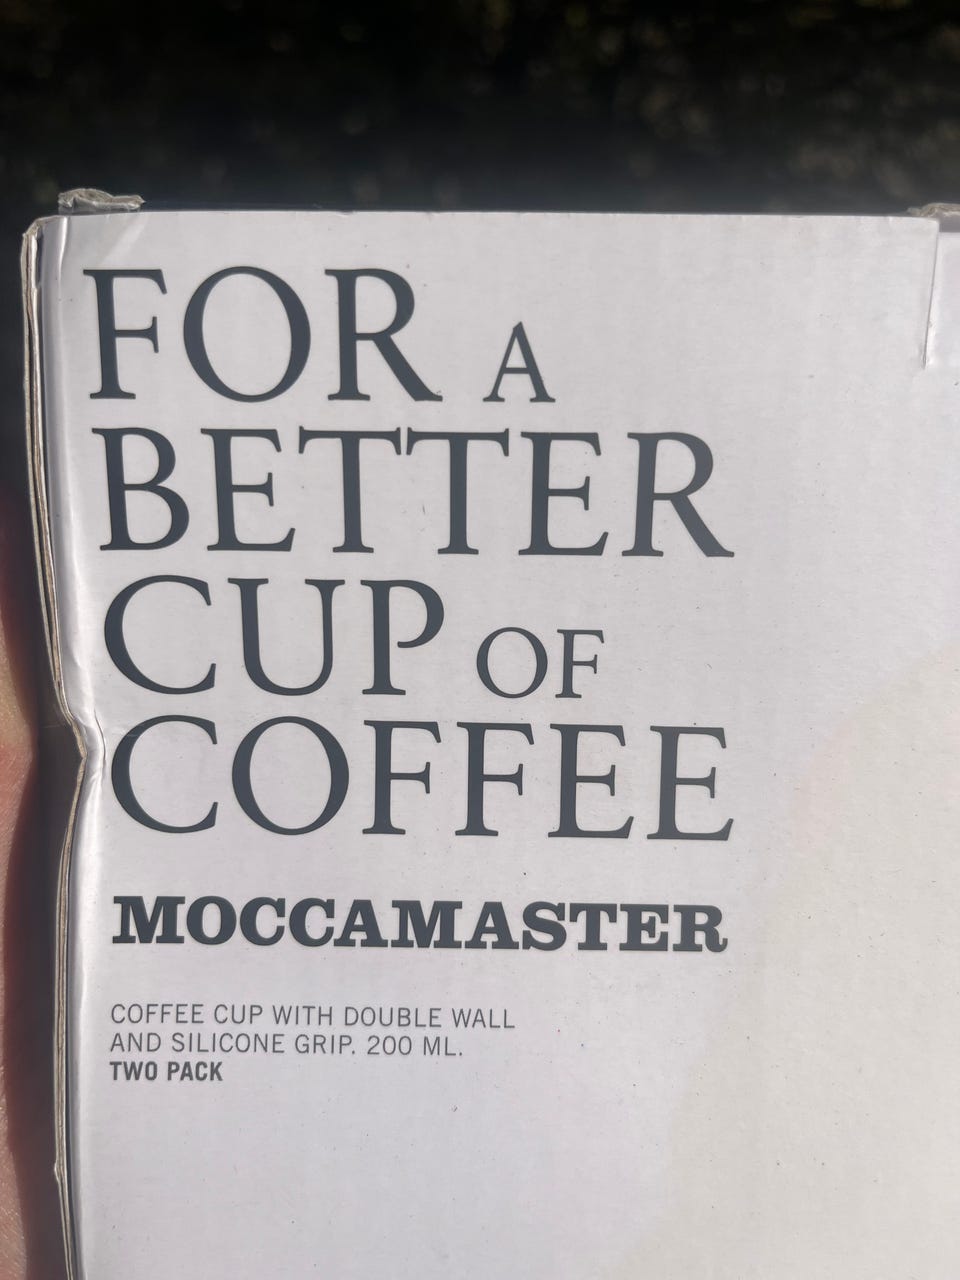 FOR A
BETTER
CUP OF
COFFEE
MOCCAMASTER
COFFEE CUP WITH DOUBLE WALL
AND SILICONE GRIP. 200 ML.
TWO PACK